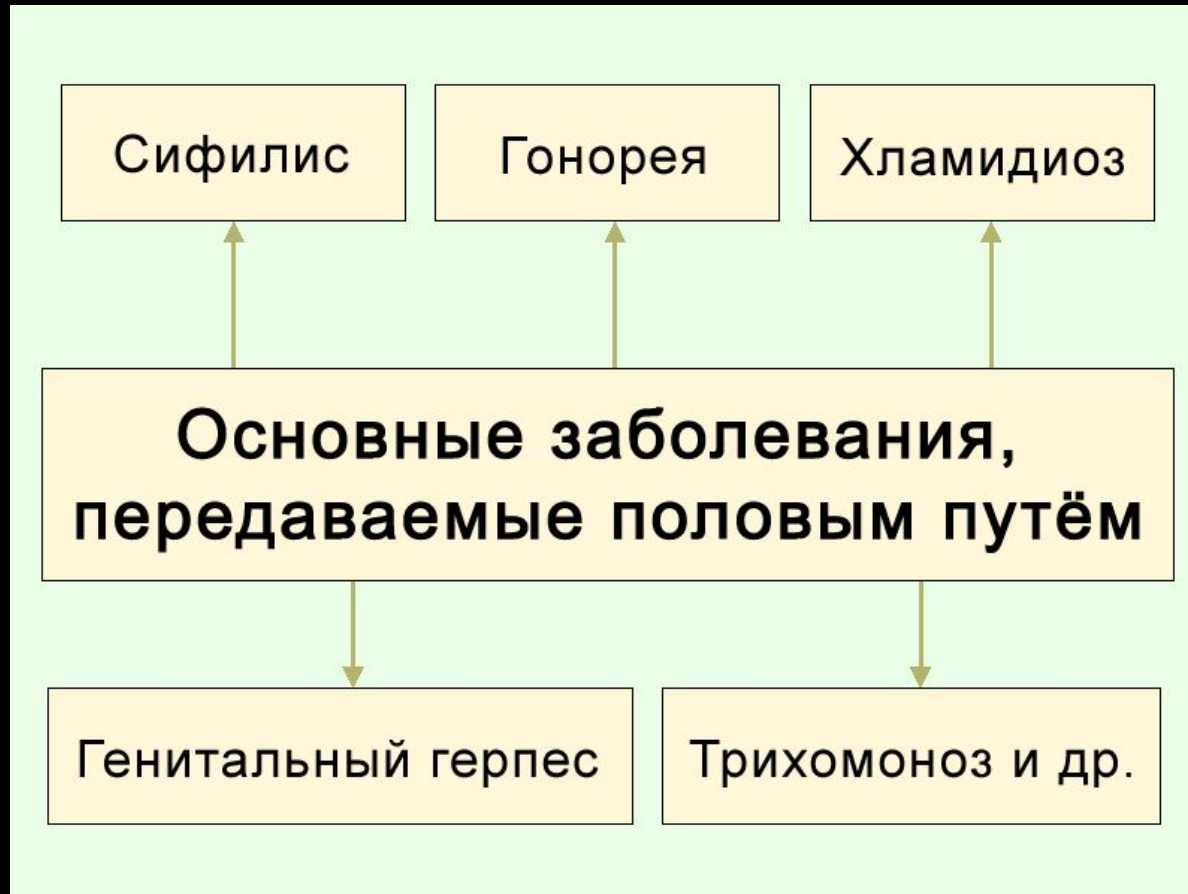 Сифилис
Гонорея
Хламидиоз
Основные заболевания,
передаваемые половым путём
Генитальный герпес
Трихомоноз и др.